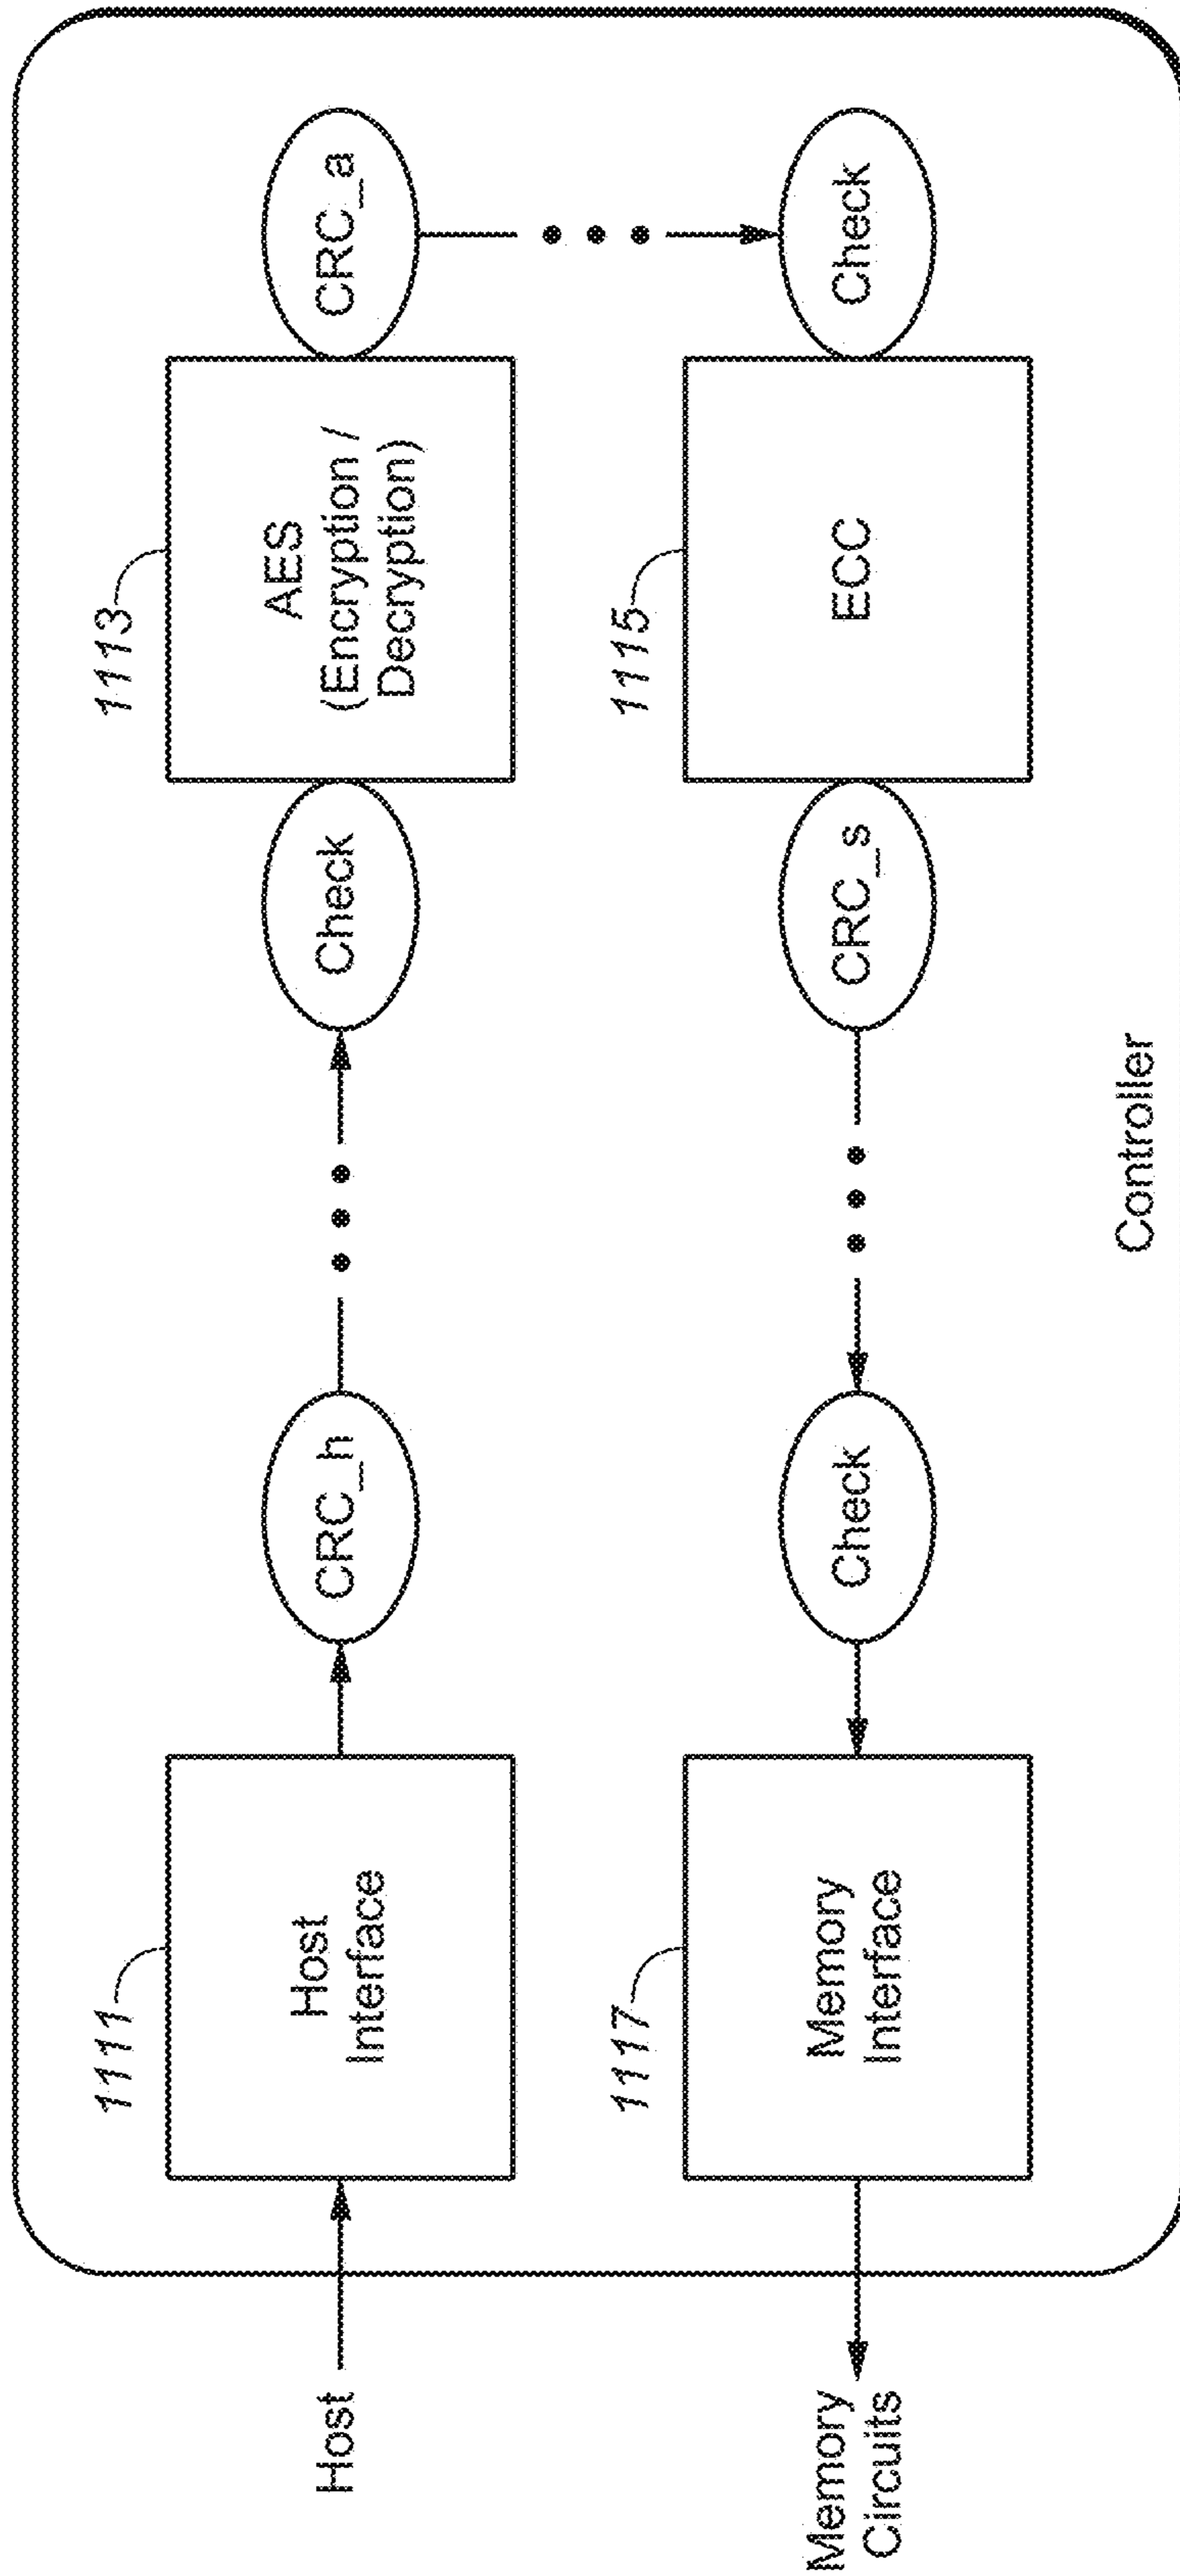 1111
1113
Host
Host
Interface
CRC_h
Check
AES
(Encryption /
Decryption)
CRC_a
1117
1115
Memory
Circuits
Memory
Interface
Check
CRC_s
ECC
Check
Controller